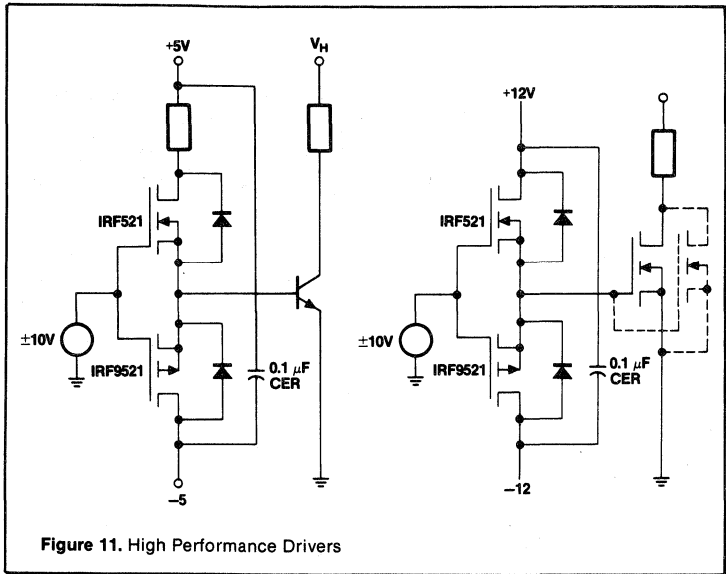 +5V
VH
IRF521
±10V
IRF9521
0.1 μF
CER
–5
+12V
IRF521
±10V
IRF9521
0.1 μF
CER
–12
Figure 11. High Performance Drivers